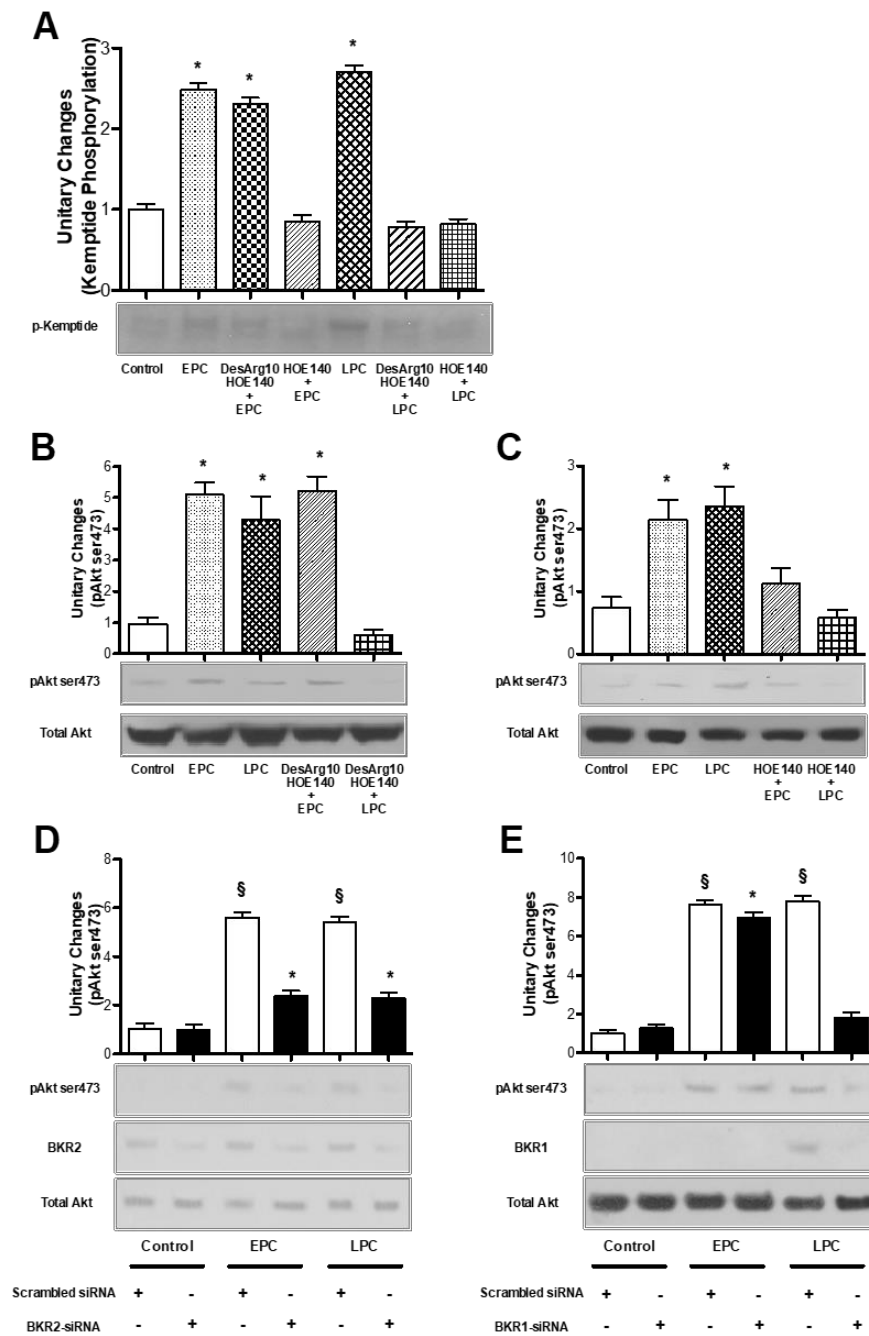 A
Unitary Changes
(Kemptide Phosphorylation)
3
2
1
0
*
*
*
p-Kemptide
Control
EPC
DesArg10
HOE140
+
EPC
HOE140
+
EPC
LPC
DesArg10
HOE140
+
LPC
HOE140
+
LPC
B
Unitary Changes
(pAkt ser473)
6
5
4
3
2
1
0
*
*
*
pAkt ser473
Total Akt
Control
EPC
LPC
DesArg10
HOE140
+
EPC
DesArg10
HOE140
+
LPC
C
Unitary Changes
(pAkt ser473)
3
2
1
0
*
*
pAkt ser473
Total Akt
Control
EPC
LPC
HOE140
+
EPC
HOE140
+
LPC
D
Unitary Changes
(pAkt ser473)
8
6
4
2
0
§
*
§
*
pAkt ser473
BKR2
Total Akt
Control EPC LPC
Scrambled siRNA + - + - + -
BKR2-siRNA - + - + - +
E
Unitary Changes
(pAkt ser473)
10
8
6
4
2
0
§
*
§
pAkt ser473
BKR1
Total Akt
Control EPC LPC
Scrambled siRNA + - + - + -
BKR1-siRNA - + - + - +